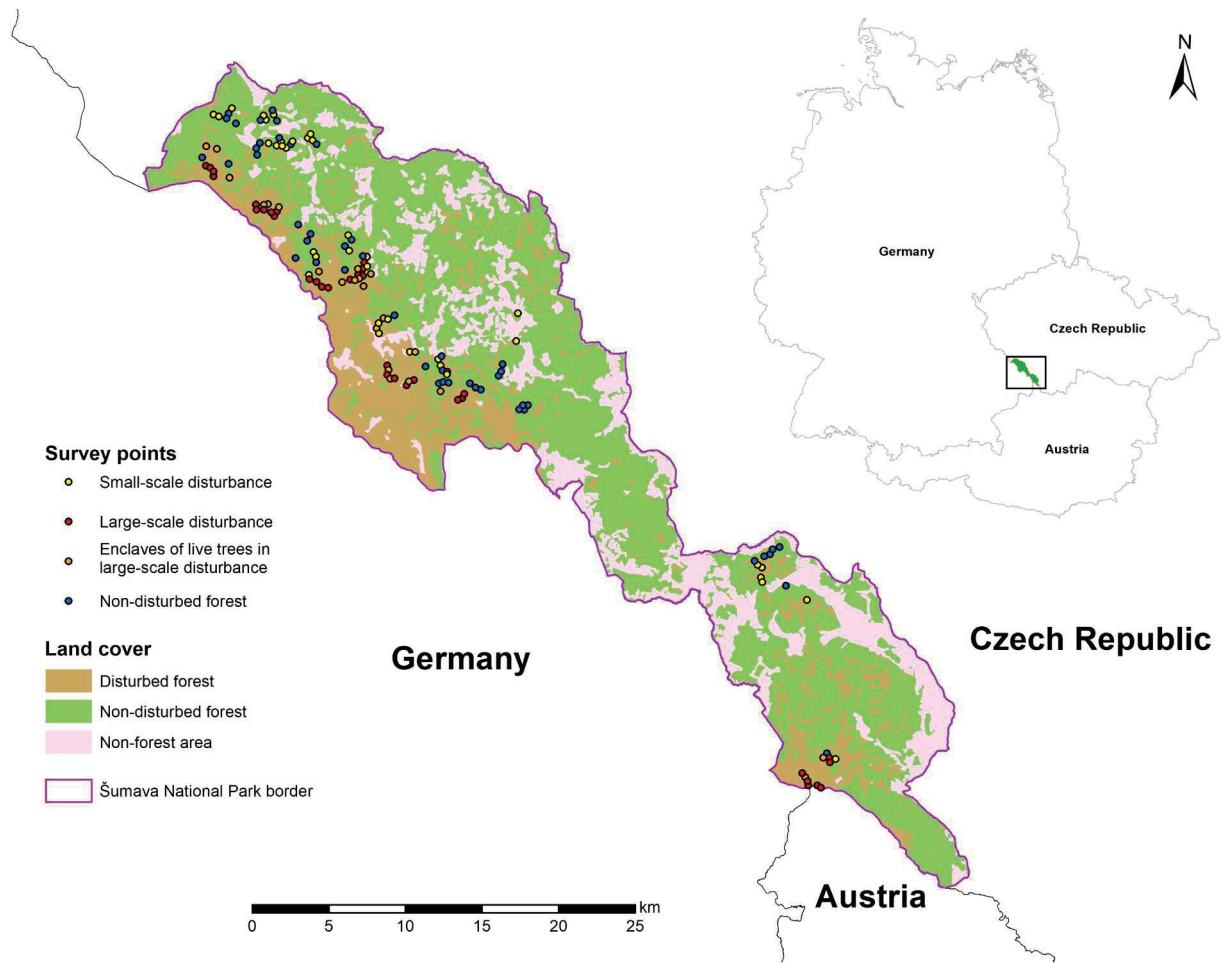 N
Germany
Czech Republic
Austria
Survey points
Small-scale disturbance
Large-scale disturbance
Enclaves of live trees in
large-scale disturbance
Non-disturbed forest
Land cover
Disturbed forest
Non-disturbed forest
Non-forest area
Šumava National Park border
Germany
Czech Republic
Austria
km
0 5 10 15 20 25